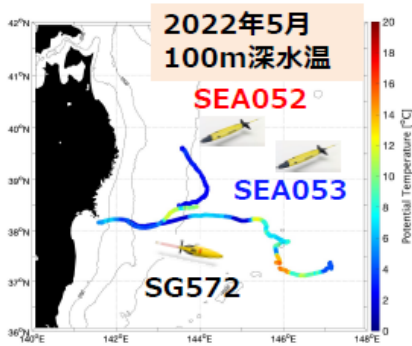 2022年5月
100m深水温
SEA052
SEA053
SG572
42°N
41°N
40°N
39°N
38°N
37°N
36°N
140°E
142°E
144°E
146°E
148°E
20
18
16
14
12
10
8
6
4
2
0
Potential Temperature [°C]